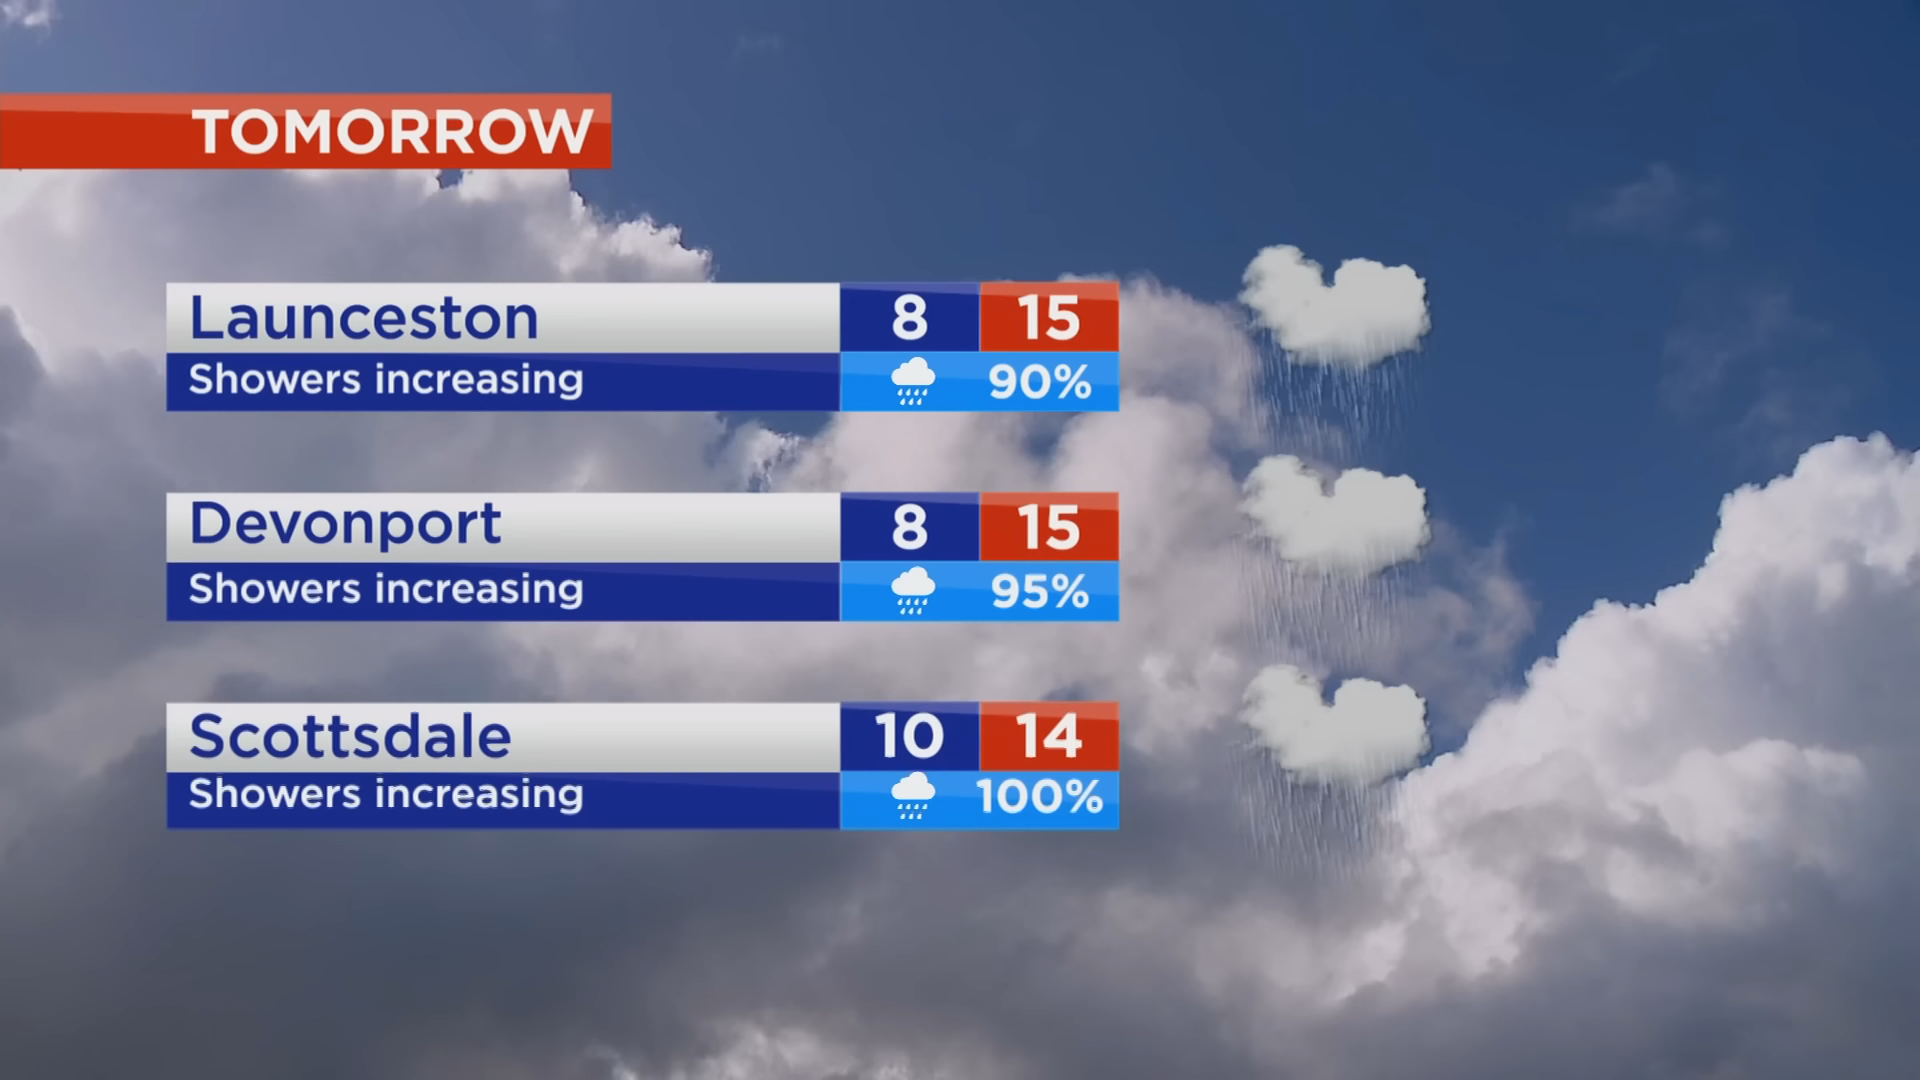 TOMORROW
Launceston 8 15
Showers increasing 90%
Devonport 8 15
Showers increasing 95%
Scottsdale 10 14
Showers increasing 100%